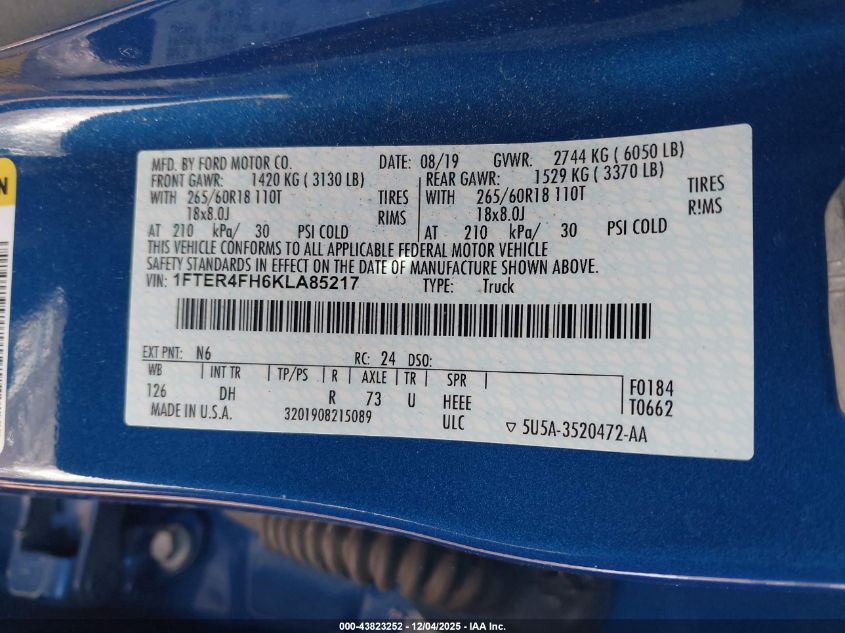 MFD. BY FORD MOTOR CO. DATE: 08/19 GVWR. 2744 KG ( 6050 LB)
FRONT GAWR: 1420 KG ( 3130 LB) REAR GAWR: 1529 KG ( 3370 LB)
WITH 265/60R18 110T TIRES WITH 265/60R18 110T TIRES
18x8.0J RIMS 18x8.0J RIMS
AT 210 kPa/ 30 PSI COLD AT 210 kPa/ 30 PSI COLD
THIS VEHICLE CONFORMS TO ALL APPLICABLE FEDERAL MOTOR VEHICLE
SAFETY STANDARDS IN EFFECT ON THE DATE OF MANUFACTURE SHOWN ABOVE.
VIN: 1FTER4FH6KLA85217 TYPE: Truck
EXT PNT: N6 RC: 24 DSO:
WB INT TR TP/PS R AXLE TR SPR F0184
126 DH R 73 U HEEE T0662
MADE IN U.S.A. 3201908215089 ULC ▽ 5U5A-3520472-AA
000-43823252 - 12/04/2025 - IAA Inc.